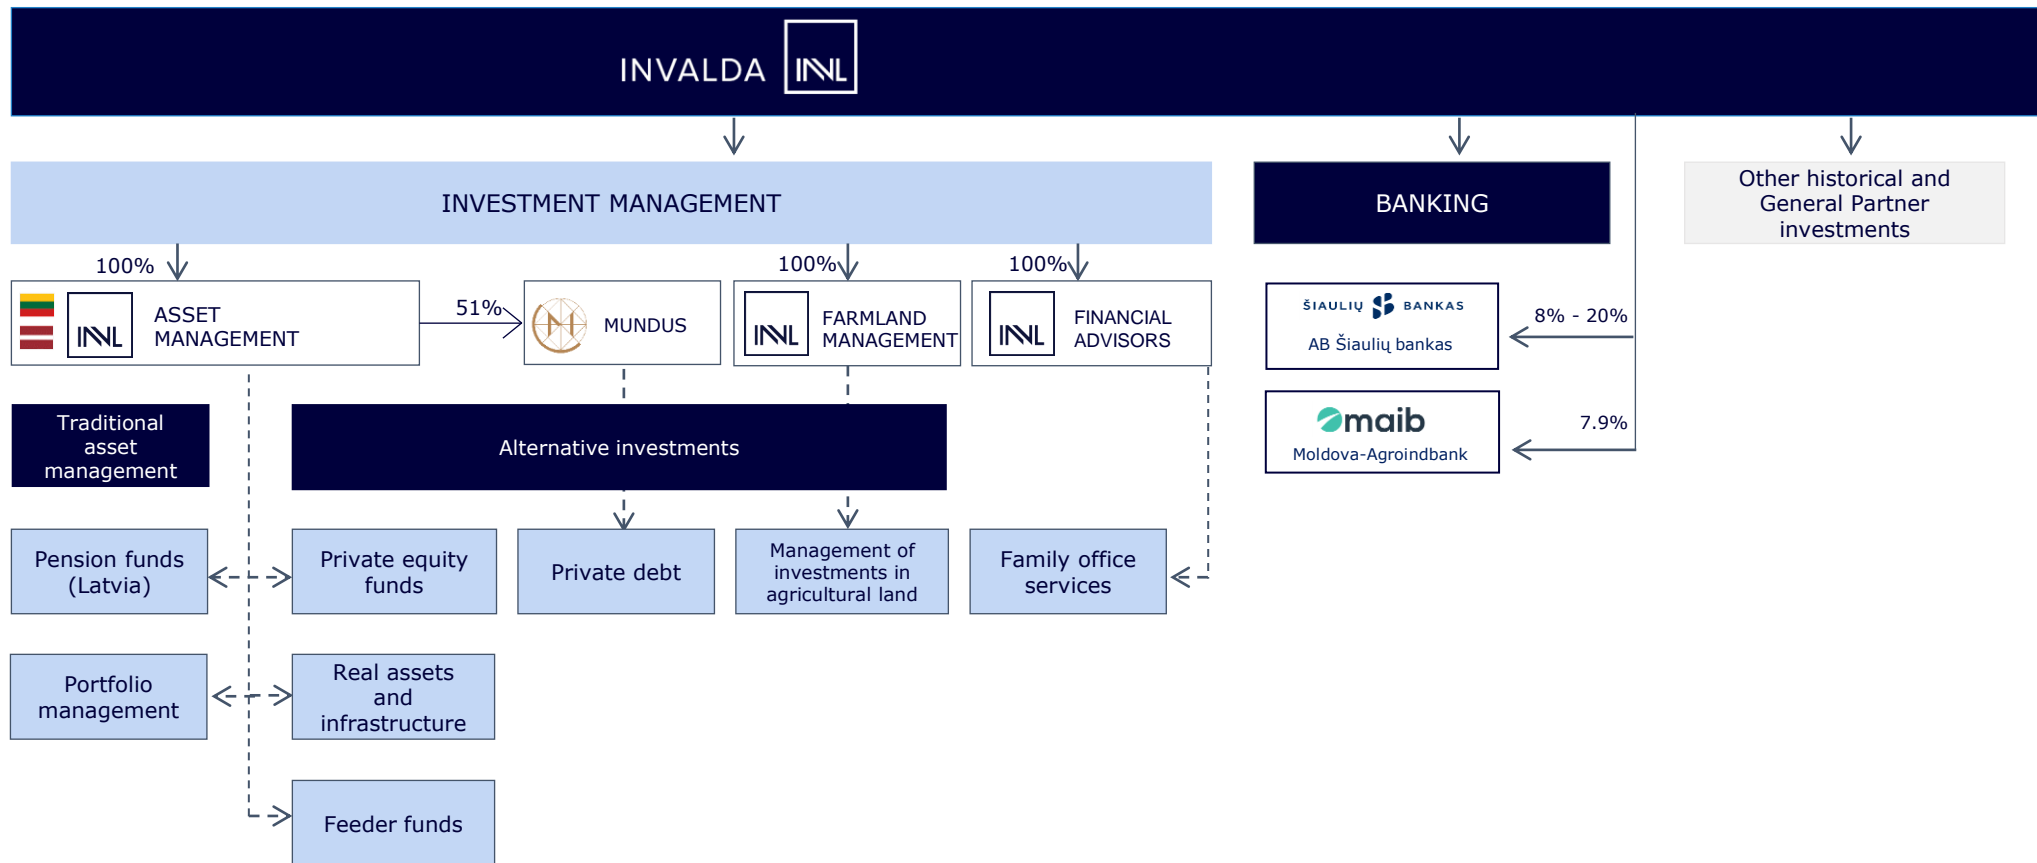 INVALDA INVL
INVESTMENT MANAGEMENT
BANKING
Other historical and
General Partner
investments
100%
100%
100%
INVL
ASSET
MANAGEMENT
51%
M
MUNDUS
INVL
FARMLAND
MANAGEMENT
INVL
FINANCIAL
ADVISORS
ŠIAULIŲ BANKAS
AB Šiaulių bankas
8% - 20%
maib
Moldova-Agroindbank
7.9%
Traditional
asset
management
Alternative investments
Pension funds
(Latvia)
Private equity
funds
Private debt
Management of
investments in
agricultural land
Family office
services
Portfolio
management
Real assets
and
infrastructure
Feeder funds